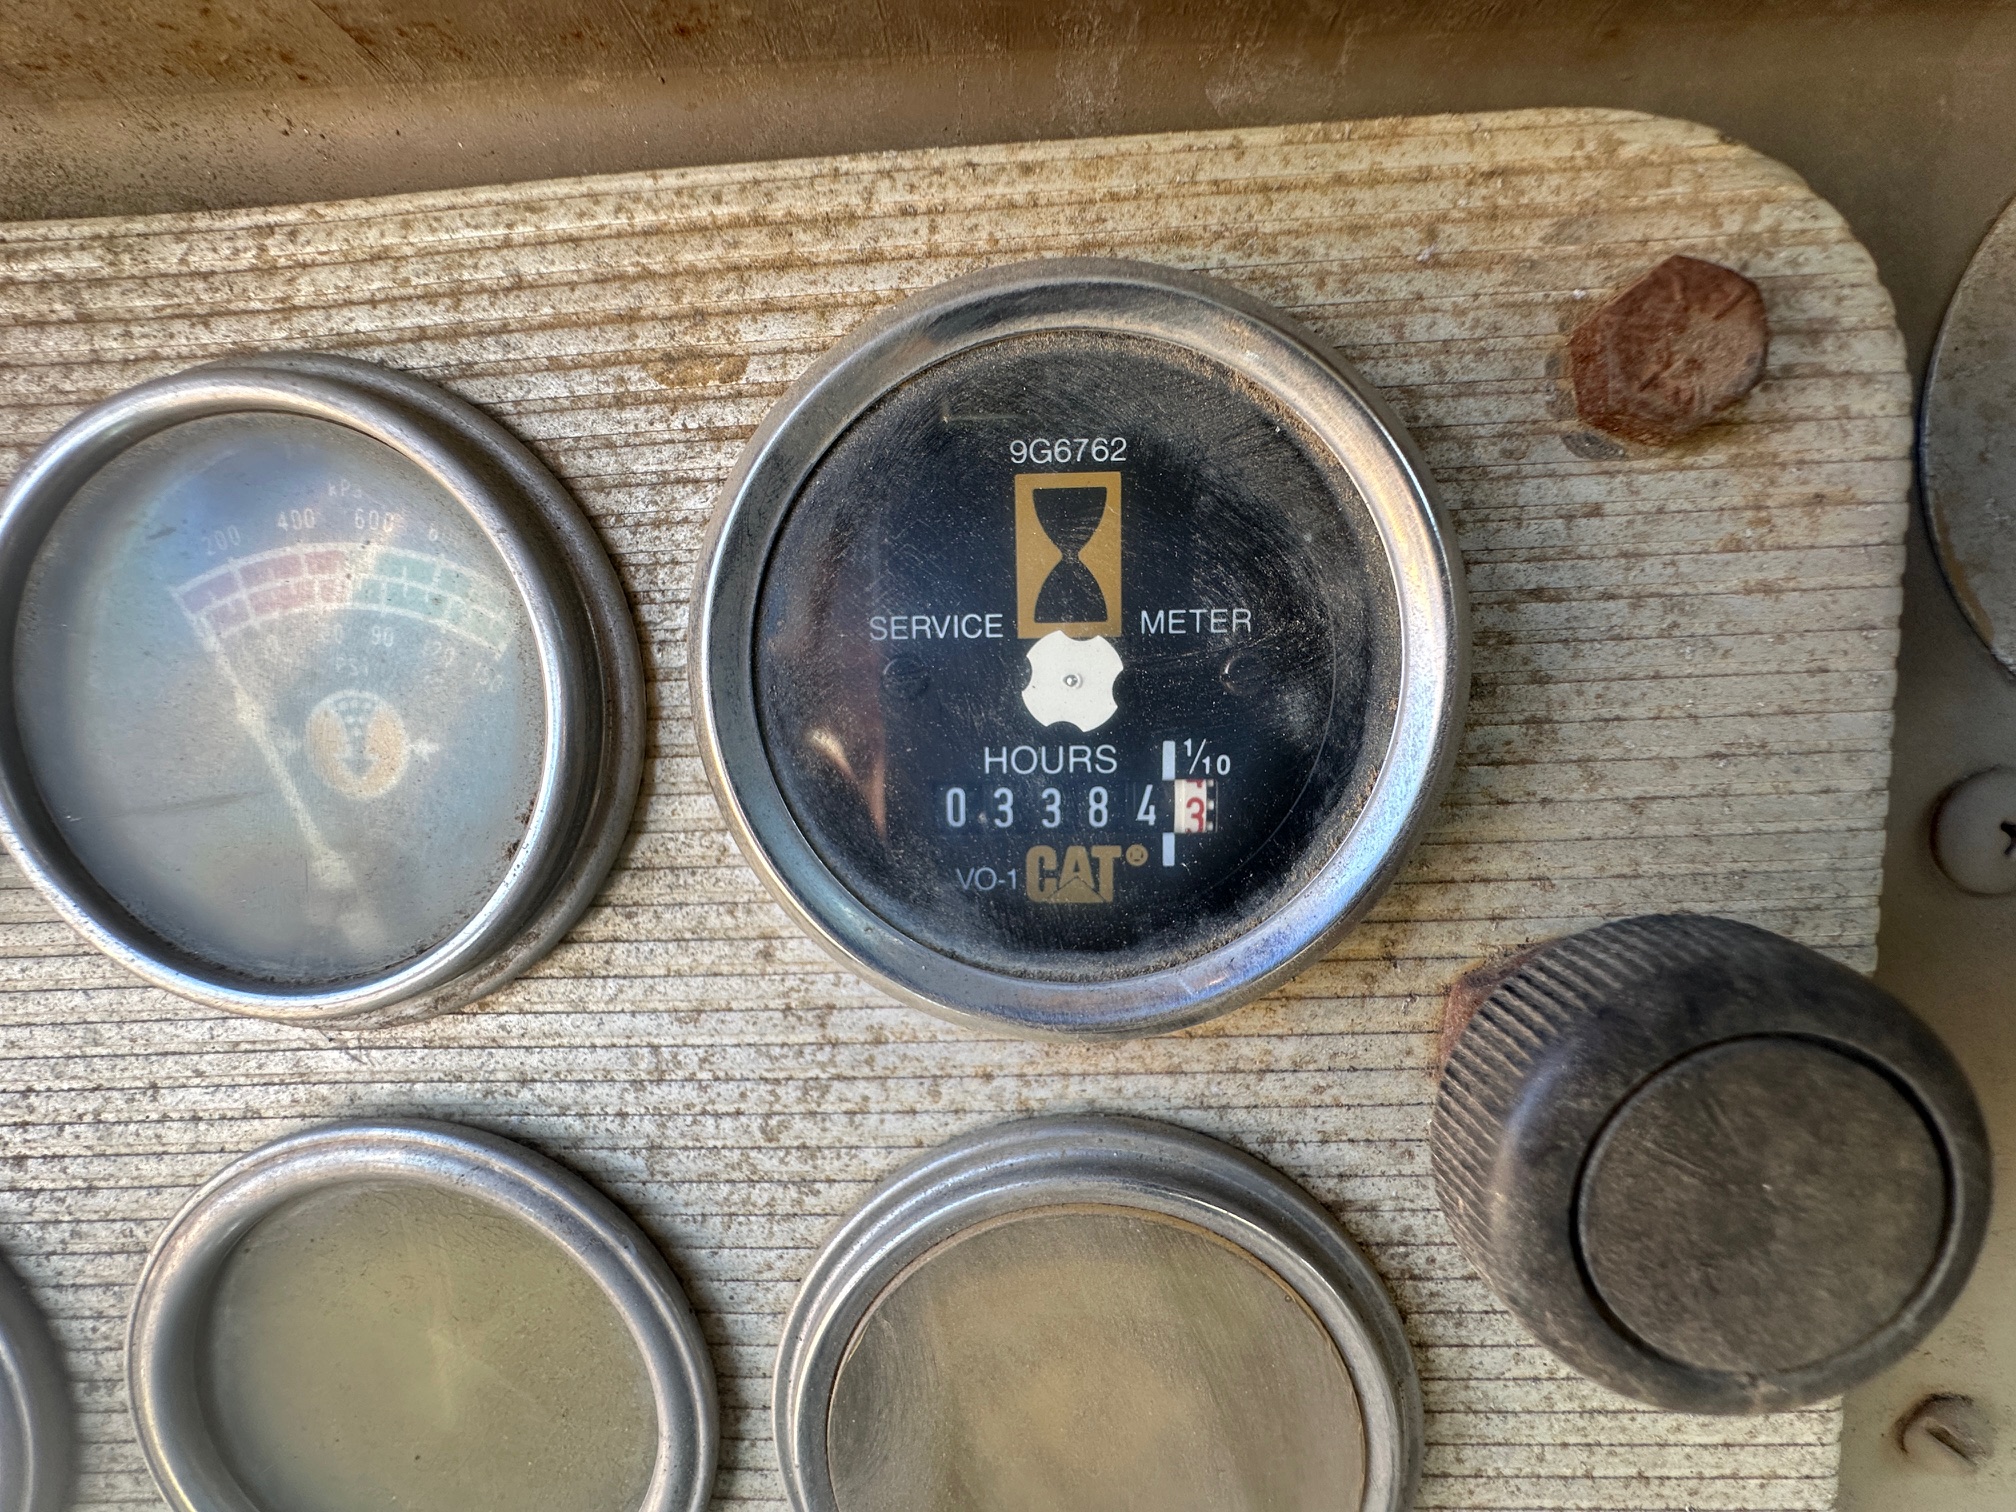 9G6762
SERVICE METER
HOURS 1/10
0 3 3 8 4 3
VO-1 CAT®
kPa
200 400 600
90
PSI